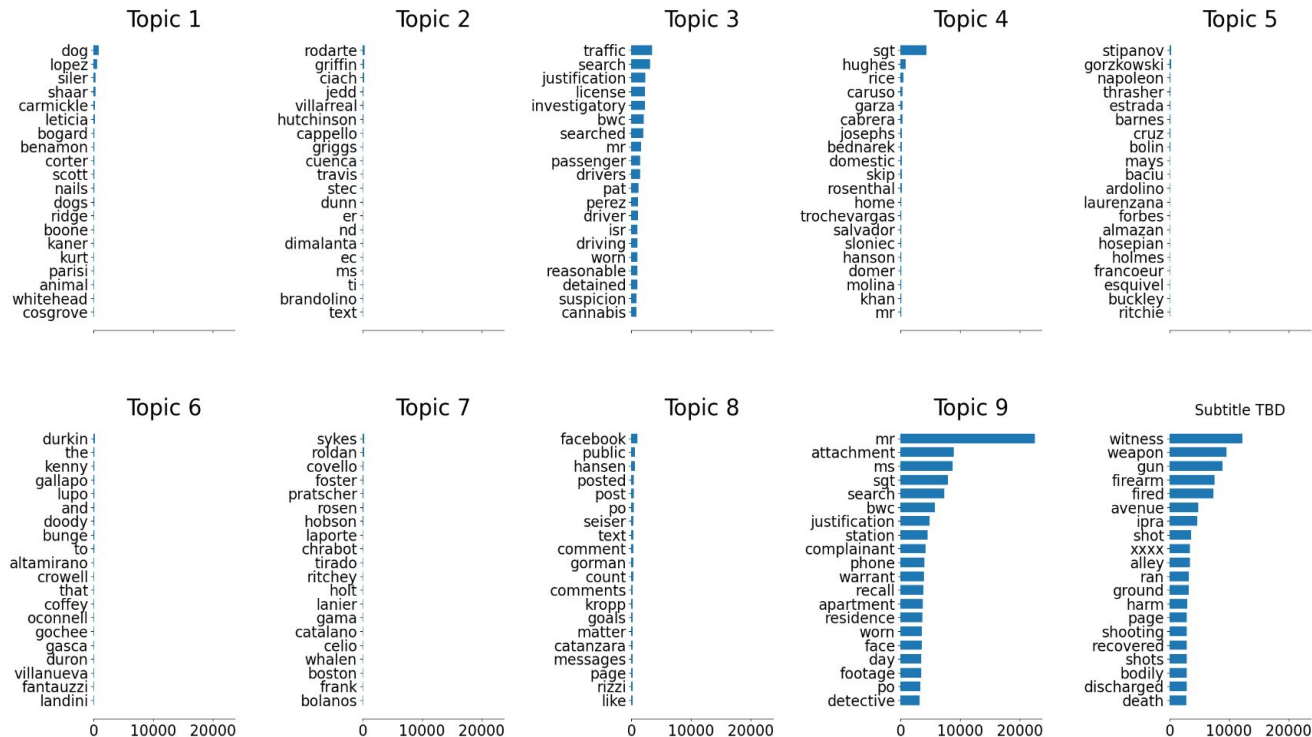 Topic 1
dog
lopez
siler
shaar
carmickle
leticia
bogard
benamon
corter
scott
nails
dogs
ridge
boone
kaner
kurt
parisi
animal
whitehead
cosgrove
0
10000
20000
Topic 2
rodarte
griffin
ciach
jedd
villarreal
hutchinson
cappello
griggs
cuenca
travis
stec
dunn
er
nd
dimalanta
ec
ms
ti
brandolino
text
Topic 3
traffic
search
justification
license
investigatory
bwc
searched
mr
passenger
drivers
pat
perez
driver
isr
driving
worn
reasonable
detained
suspicion
cannabis
Topic 4
sgt
hughes
rice
caruso
garza
cabrera
josephs
bednarek
domestic
skip
rosenthal
home
trochevargas
salvador
sloniec
hanson
domer
molina
khan
mr
Topic 5
stipanov
gorzkowski
napoleon
thrasher
estrada
barnes
cruz
bolin
mays
baciu
ardolino
laurenzana
forbes
almazan
hosepian
holmes
francoeur
esquivel
buckley
ritchie
Topic 6
durkin
the
kenny
gallapo
lupo
and
doody
bunge
to
altamirano
crowell
that
coffey
oconnell
gochee
gasca
duron
villanueva
fantauzzi
landini
Topic 7
sykes
roldan
covello
foster
pratscher
rosen
hobson
laporte
chrabot
tirado
ritchey
holt
lanier
gama
catalano
celio
whalen
boston
frank
bolanos
0
10000
20000
Topic 8
facebook
public
hansen
posted
post
po
seiser
text
comment
gorman
count
comments
kropp
goals
matter
catanzara
messages
page
rizzi
like
0
10000
20000
Topic 9
mr
attachment
ms
sgt
search
bwc
justification
station
complainant
phone
warrant
recall
apartment
residence
worn
face
day
footage
po
detective
0
10000
20000
Subtitle TBD
witness
weapon
gun
firearm
fired
avenue
ipra
shot
xxxx
alley
ran
ground
harm
page
shooting
recovered
shots
bodily
discharged
death
0
10000
20000